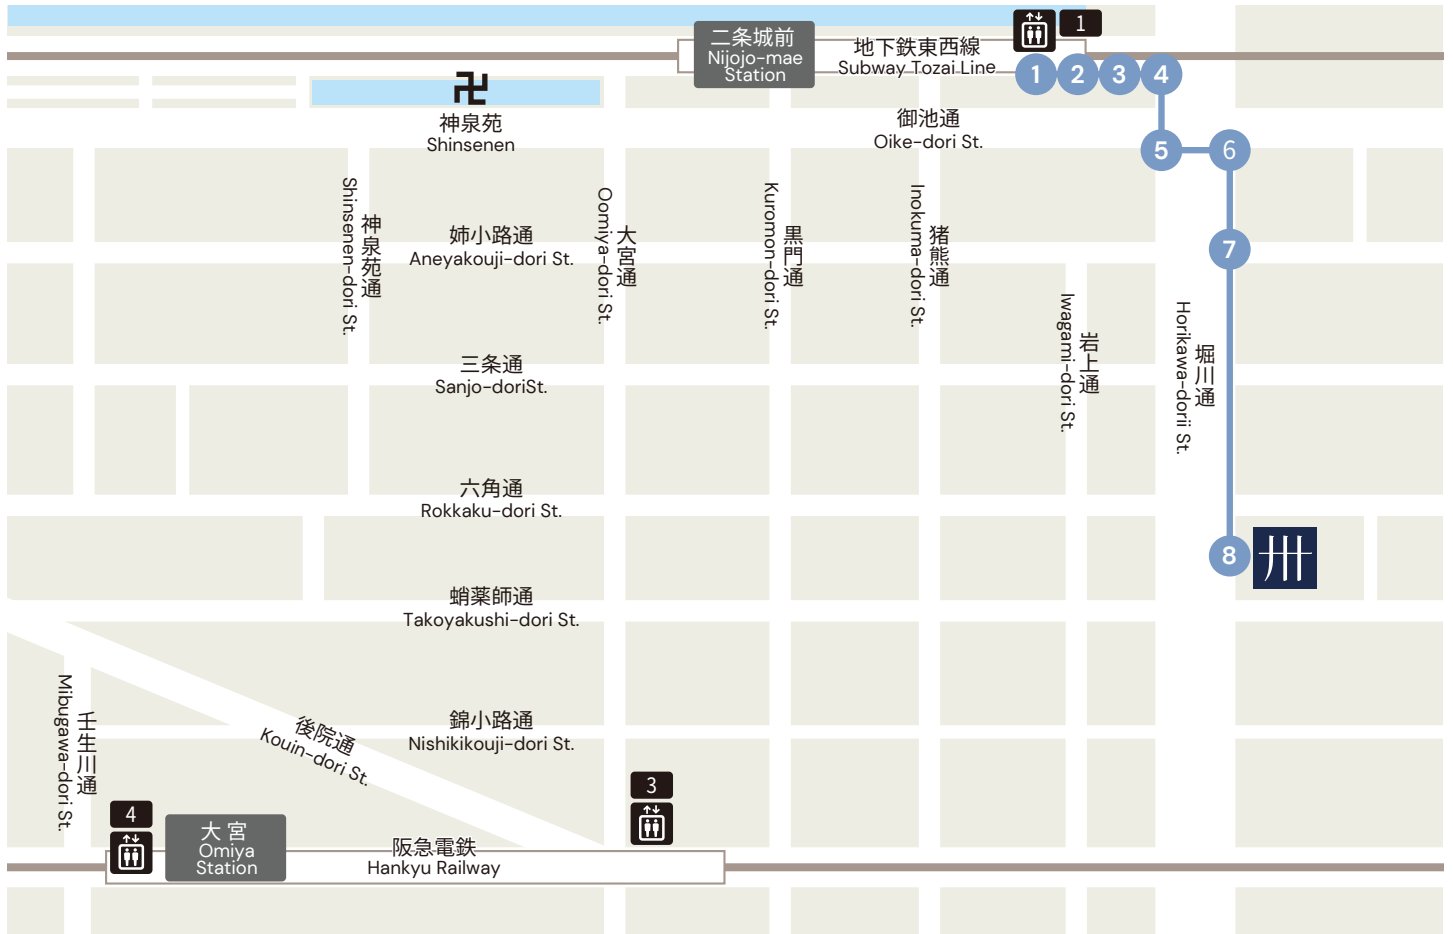 1
二条城前
Nijojo-mae
Station
地下鉄東西線
Subway Tozai Line
1
2
3
4
卍
神泉苑
Shinsenen
御池通
Oike-dori St.
5
6
神泉苑通
Shinsenen-dori St.
姉小路通
Aneyakouji-dori St.
大宮通
Oomiya-dori St.
黒門通
Kuromon-dori St.
猪熊通
Inokuma-dori St.
7
岩上通
Iwagami-dori St.
堀川通
Horikawa-dorii St.
三条通
Sanjo-doriSt.
六角通
Rokkaku-dori St.
8
卅
蛸薬師通
Takoyakushi-dori St.
壬生川通
Mibugawa-dori St.
後院通
Kouin-dori St.
錦小路通
Nishikikouji-dori St.
3
4
大宮
Omiya
Station
阪急電鉄
Hankyu Railway